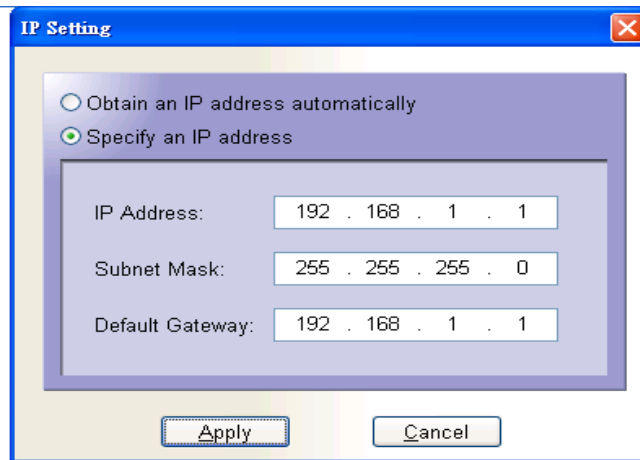 IP Setting
Obtain an IP address automatically
Specify an IP address
IP Address: 192 . 168 . 1 . 1
Subnet Mask: 255 . 255 . 255 . 0
Default Gateway: 192 . 168 . 1 . 1
Apply Cancel